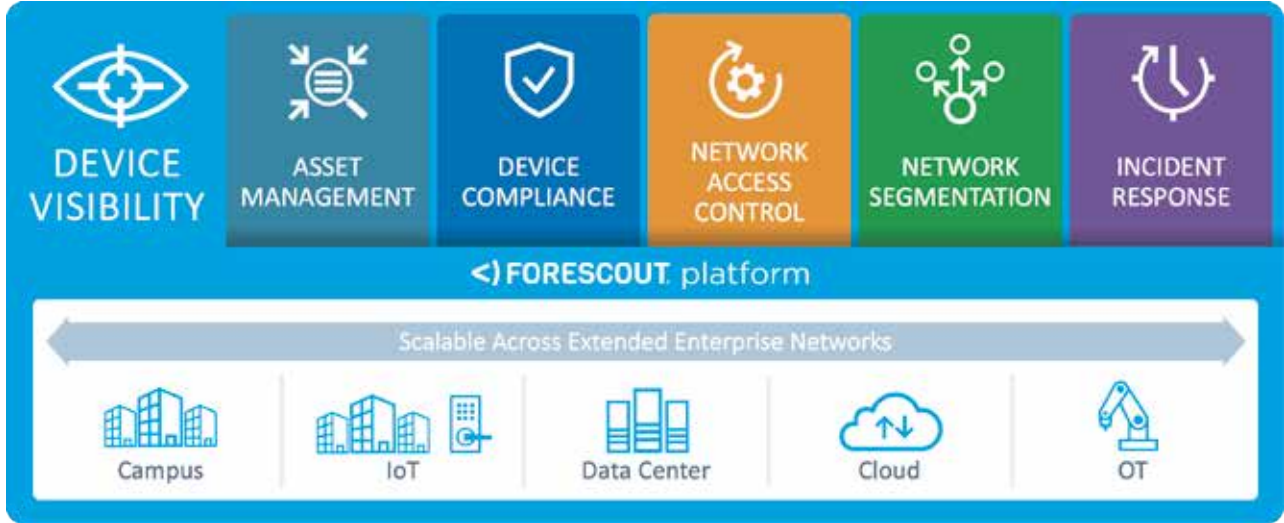 DEVICE
VISIBILITY
ASSET
MANAGEMENT
DEVICE
COMPLIANCE
NETWORK
ACCESS
CONTROL
NETWORK
SEGMENTATION
INCIDENT
RESPONSE
<) FORESCOUT. platform
Scalable Across Extended Enterprise Networks
Campus
IoT
Data Center
Cloud
OT